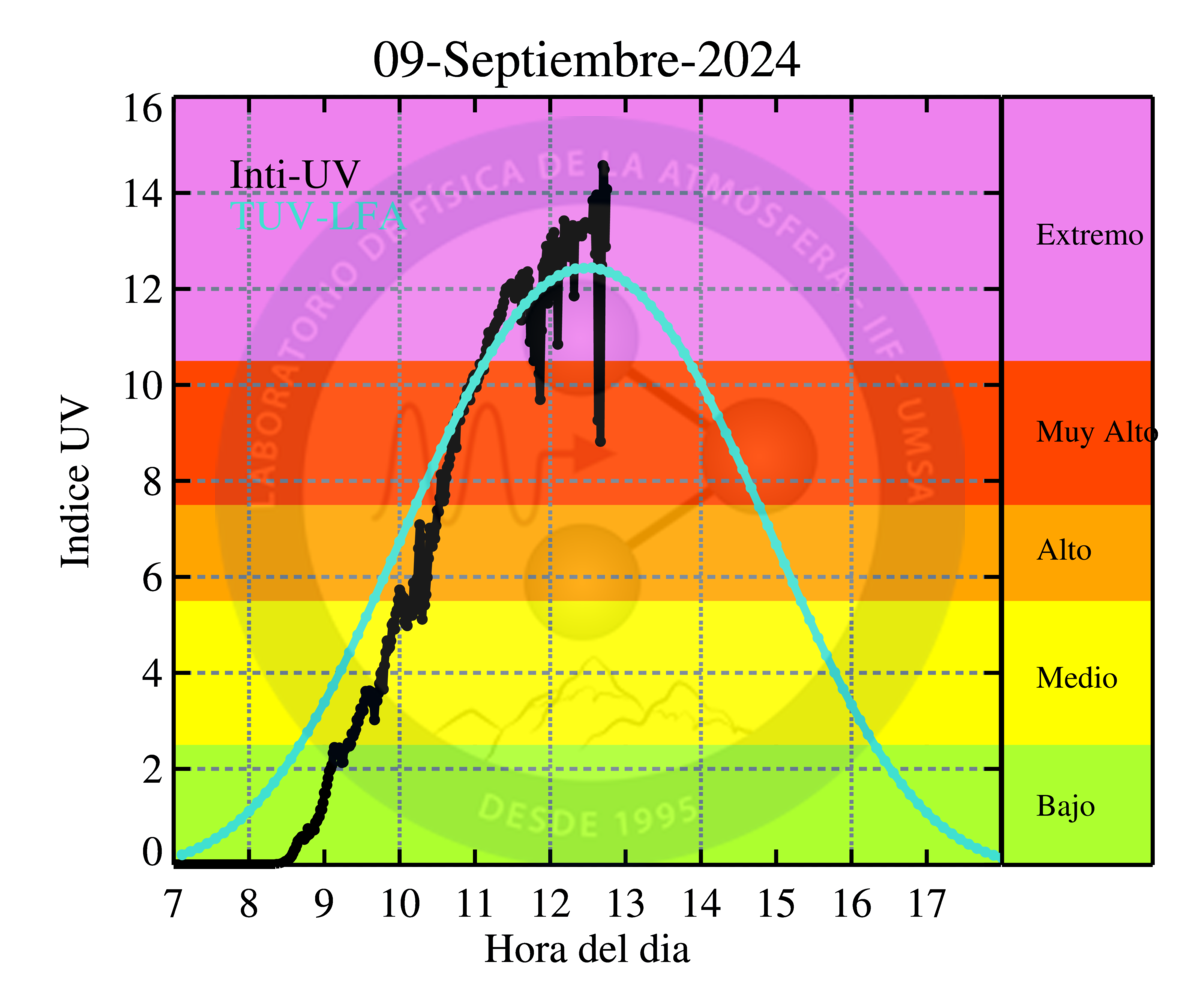 09-Septiembre-2024
16
14
12
10
8
6
4
2
0
Indice UV
Inti-UV
TUV-LFA
LABORATORIO DE FÍSICA DE LA ATMÓSFERA - IIF - UMSA
DESDE 1995
Extremo
Muy Alto
Alto
Medio
Bajo
7 8 9 10 11 12 13 14 15 16 17
Hora del dia